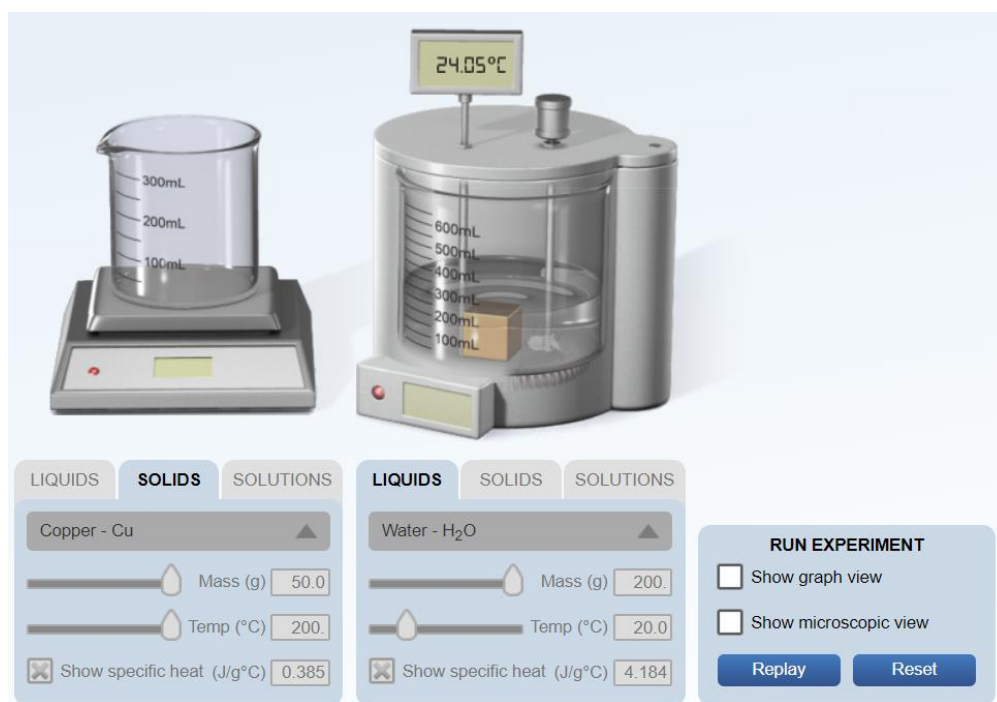 24.05°C
300mL
200mL
100mL
600mL
500mL
400mL
300mL
200mL
100mL
LIQUIDS SOLIDS SOLUTIONS
Copper - Cu
Mass (g) 50.0
Temp (°C) 200.
Show specific heat (J/g°C) 0.385
LIQUIDS SOLIDS SOLUTIONS
Water - H₂O
Mass (g) 200.
Temp (°C) 20.0
Show specific heat (J/g°C) 4.184
RUN EXPERIMENT
Show graph view
Show microscopic view
Replay Reset